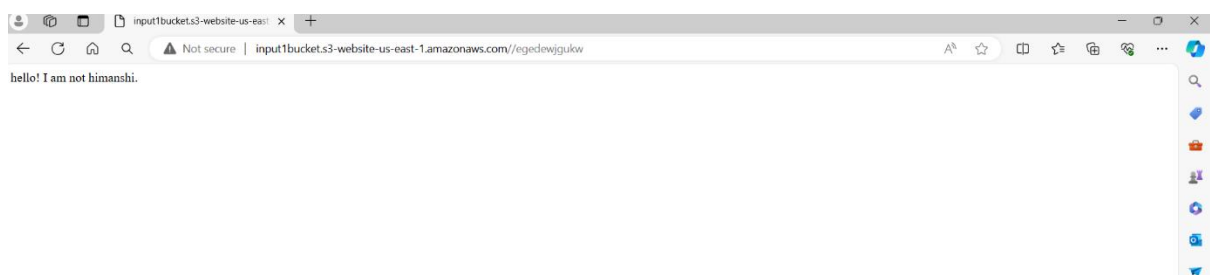 input1bucket.s3-website-us-east
Not secure | input1bucket.s3-website-us-east-1.amazonaws.com//egedewjgukw
hello! I am not himanshi.